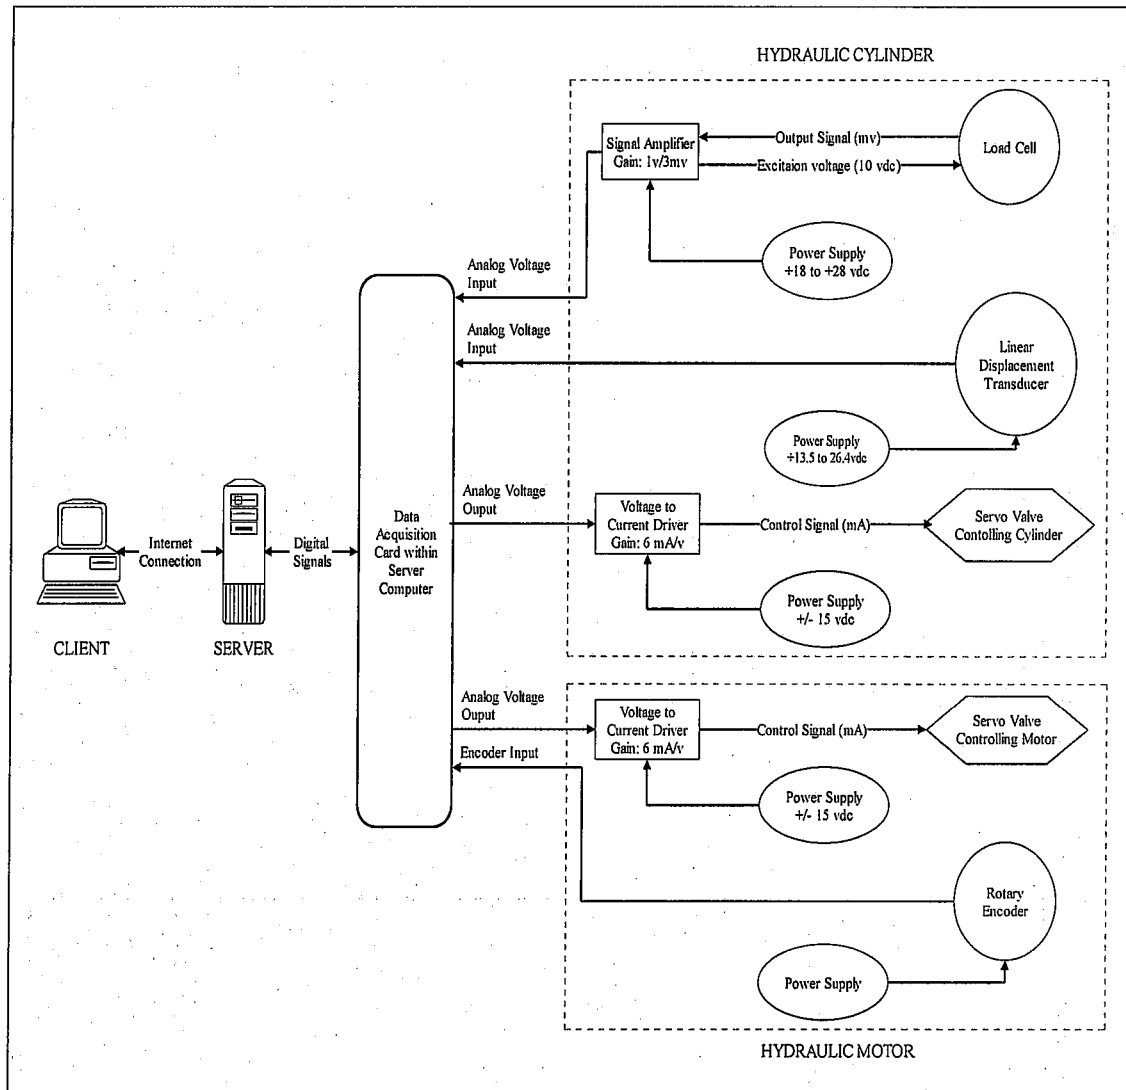 HYDRAULIC CYLINDER
Signal Amplifier
Gain: 1v/3mv
Output Signal (mv)
Excitaion voltage (10 vdc)
Load Cell
Power Supply
+18 to +28 vdc
Analog Voltage
Input
Analog Voltage
Input
Linear
Displacement
Transducer
Power Supply
+13.5 to 26.4vdc
Analog Voltage
Ouput
Voltage to
Current Driver
Gain: 6 mA/v
Control Signal (mA)
Servo Valve
Contolling Cylinder
Power Supply
+/- 15 vdc
Internet
Connection
Digital
Signals
Data
Acquisition
Card within
Server
Computer
CLIENT
SERVER
Analog Voltage
Ouput
Voltage to
Current Driver
Gain: 6 mA/v
Control Signal (mA)
Servo Valve
Controlling Motor
Encoder Input
Power Supply
+/- 15 vdc
Rotary
Encoder
Power Supply
HYDRAULIC MOTOR